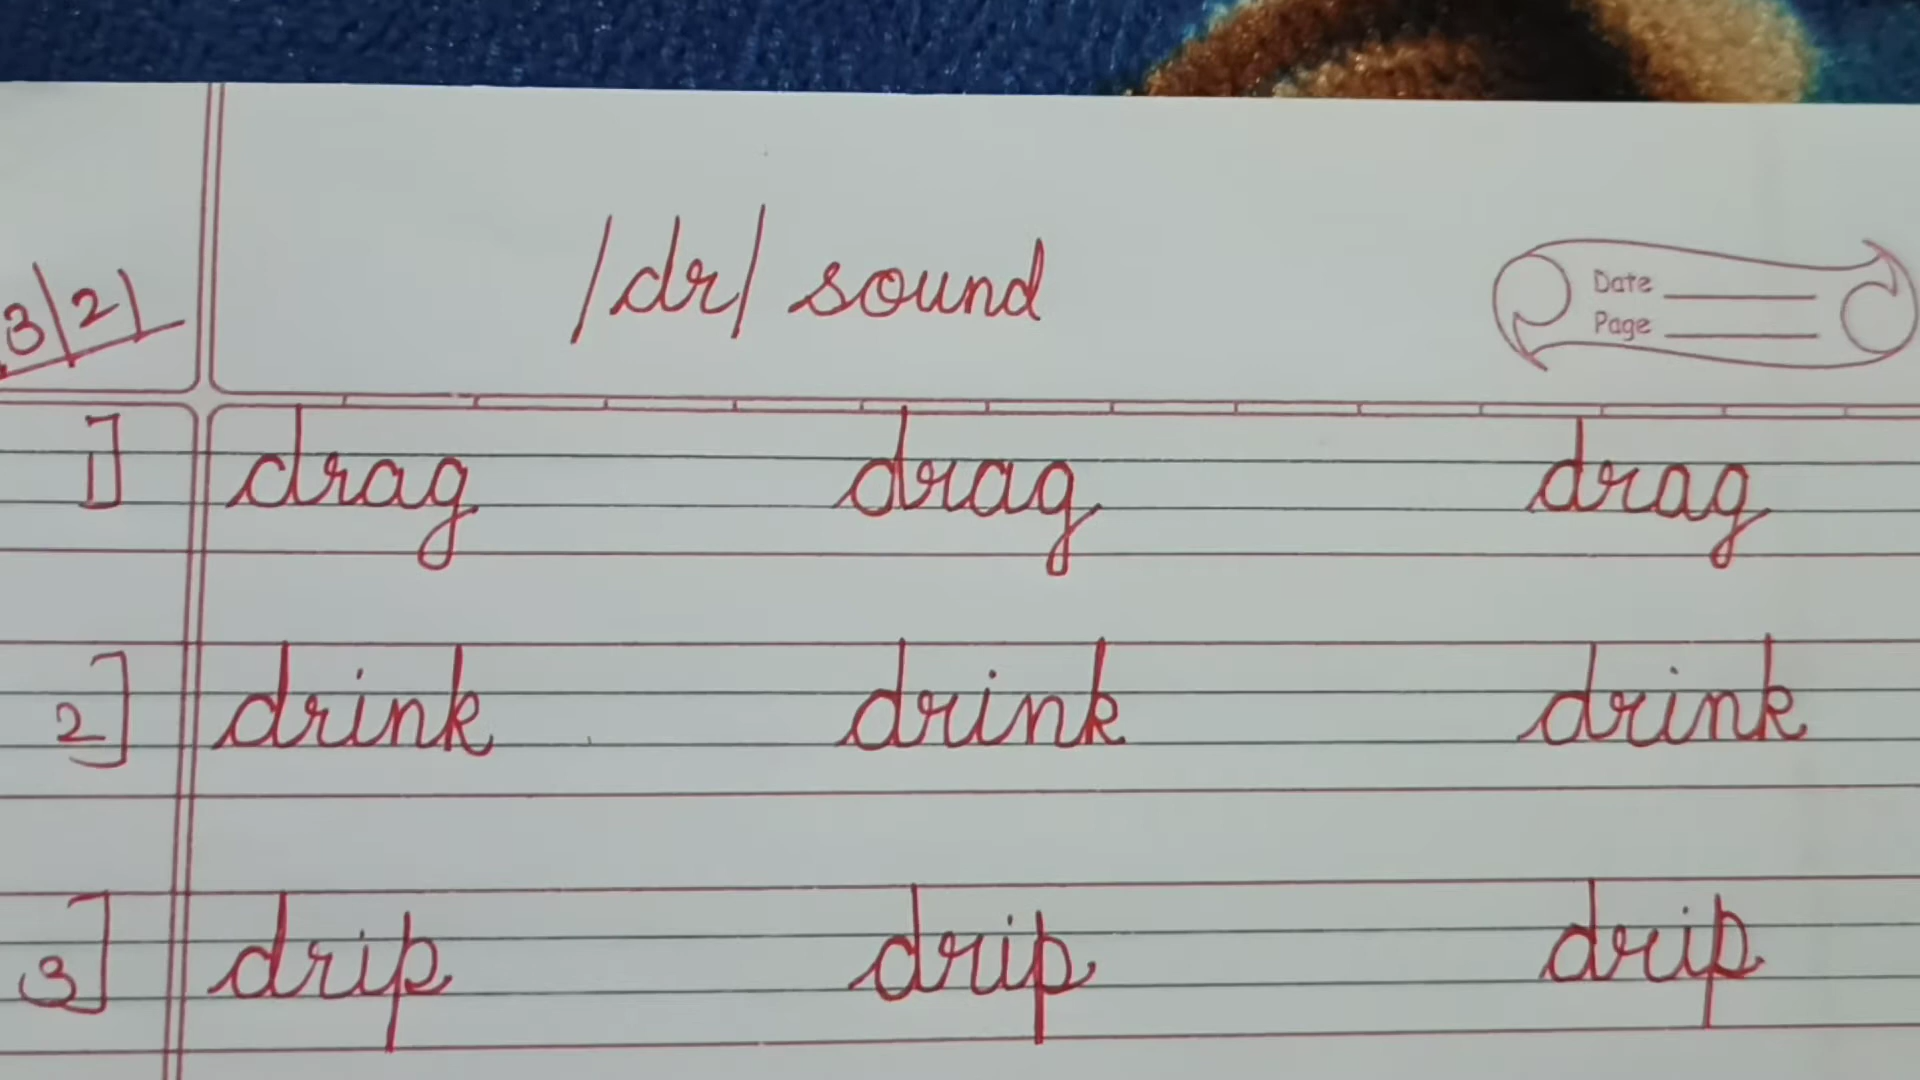 /dr/ sound
Date
3/2/
Page
1] drag drag drag
2] drink drink drink
3] drip drip drip